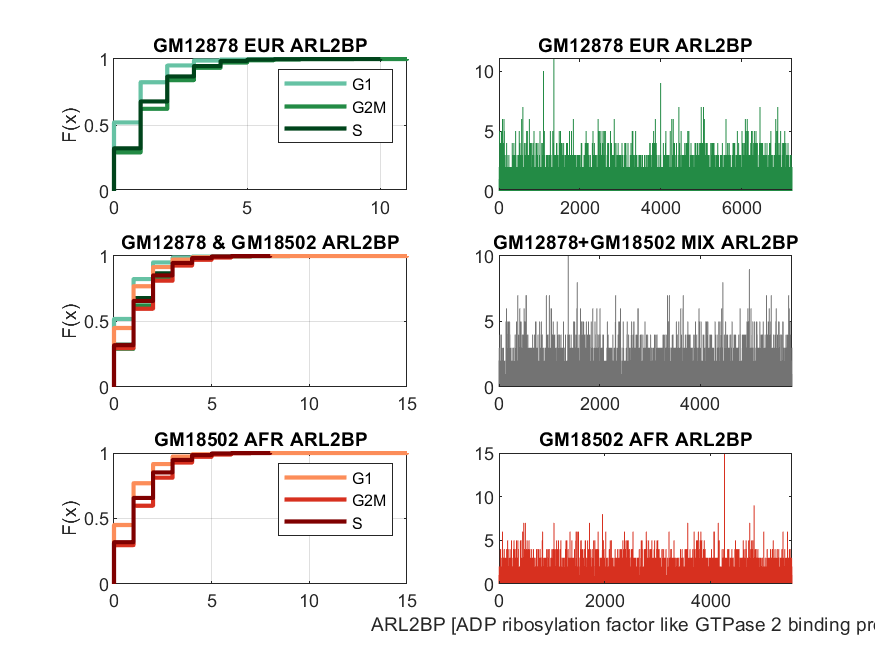 GM12878 EUR ARL2BP
F(x)
1
0.5
0
0
5
10
G1
G2M
S
GM12878 EUR ARL2BP
10
5
0
0
2000
4000
6000
GM12878 & GM18502 ARL2BP
F(x)
1
0.5
0
0
5
10
15
GM12878+GM18502 MIX ARL2BP
10
5
0
0
2000
4000
GM18502 AFR ARL2BP
F(x)
1
0.5
0
0
5
10
15
G1
G2M
S
GM18502 AFR ARL2BP
15
10
5
0
0
2000
4000
ARL2BP [ADP ribosylation factor like GTPase 2 binding pr